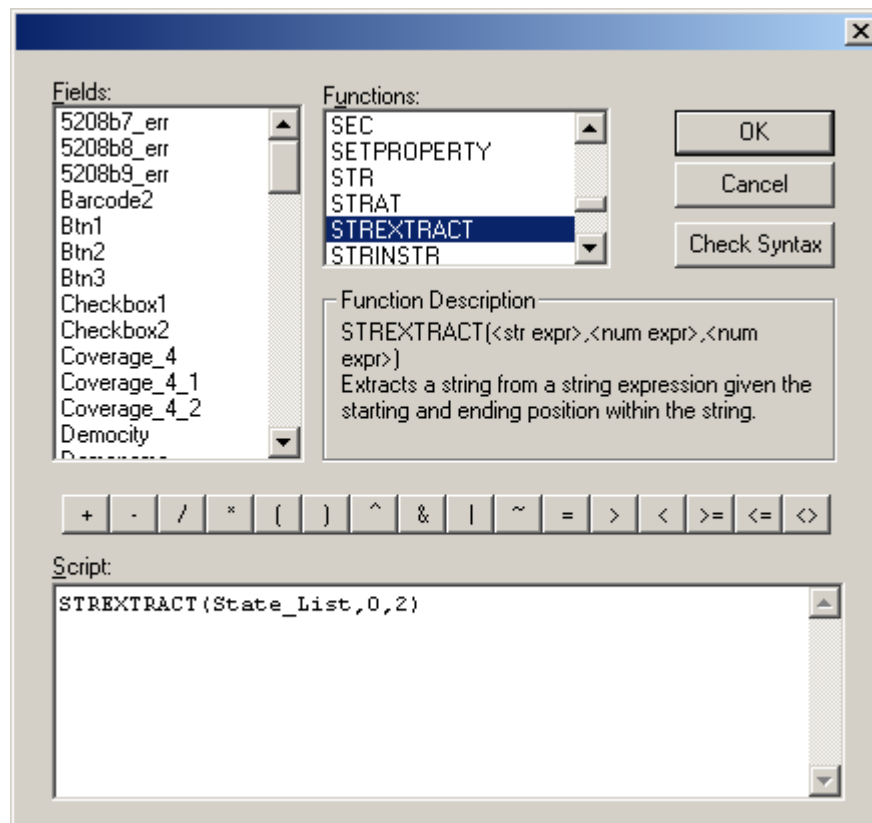 Fields:
5208b7_err
5208b8_err
5208b9_err
Barcode2
Btn1
Btn2
Btn3
Checkbox1
Checkbox2
Coverage_4
Coverage_4_1
Coverage_4_2
Democity
Functions:
SEC
SETPROPERTY
STR
STRAT
STREXTRACT
STRINSTR
OK
Cancel
Check Syntax
Function Description
STREXTRACT(<str expr>,<num expr>,<num
expr>)
Extracts a string from a string expression given the
starting and ending position within the string.
+ - / * ( ) ^ & | ~ = > < >= <= <>
Script:
STREXTRACT(State_List,0,2)